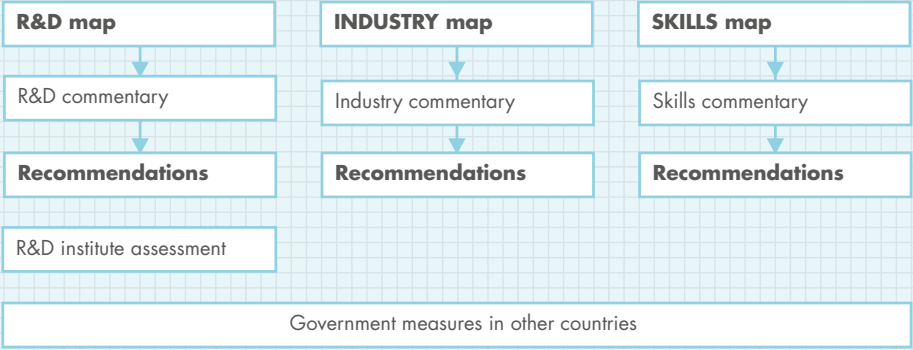 R&D map
INDUSTRY map
SKILLS map
R&D commentary
Industry commentary
Skills commentary
Recommendations
Recommendations
Recommendations
R&D institute assessment
Government measures in other countries